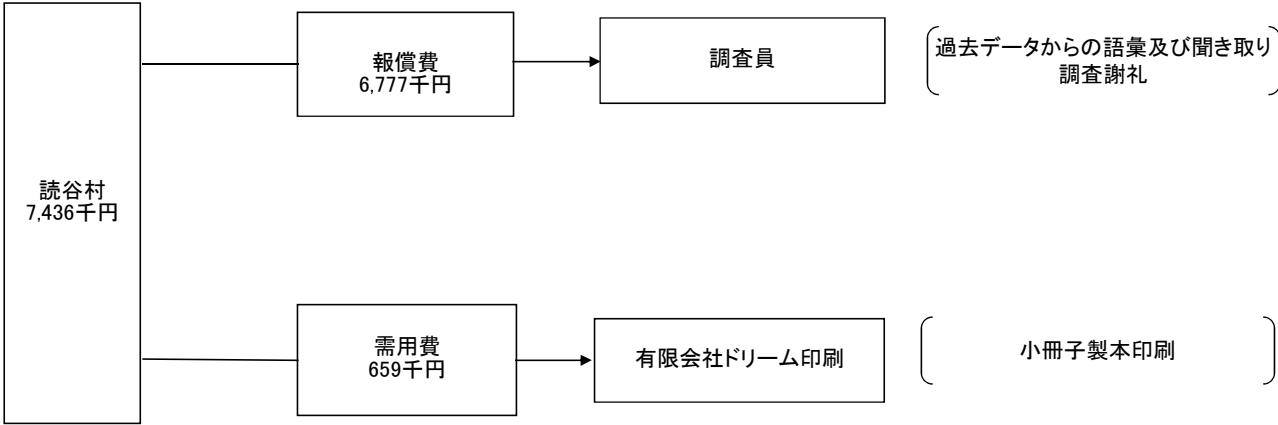 報償費
6,777千円
調査員
過去データからの語彙及び聞き取り
調査謝礼
読谷村
7,436千円
需用費
659千円
有限会社ドリーム印刷
小冊子製本印刷